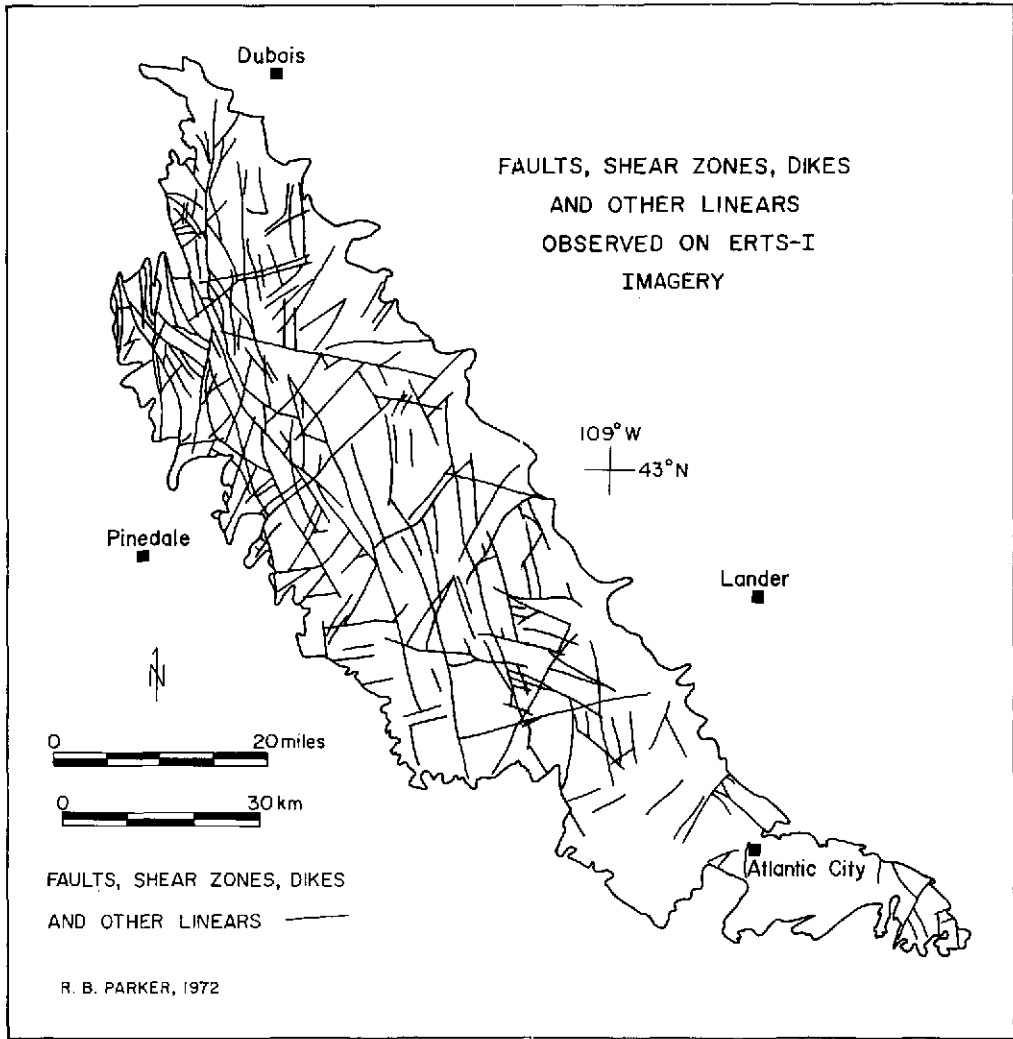 Dubois
FAULTS, SHEAR ZONES, DIKES
AND OTHER LINEARS
OBSERVED ON ERTS-I
IMAGERY
109°W
43°N
Pinedale
Lander
N
0 20 miles
0 30 km
Atlantic City
FAULTS, SHEAR ZONES, DIKES
AND OTHER LINEARS
R. B. PARKER, 1972